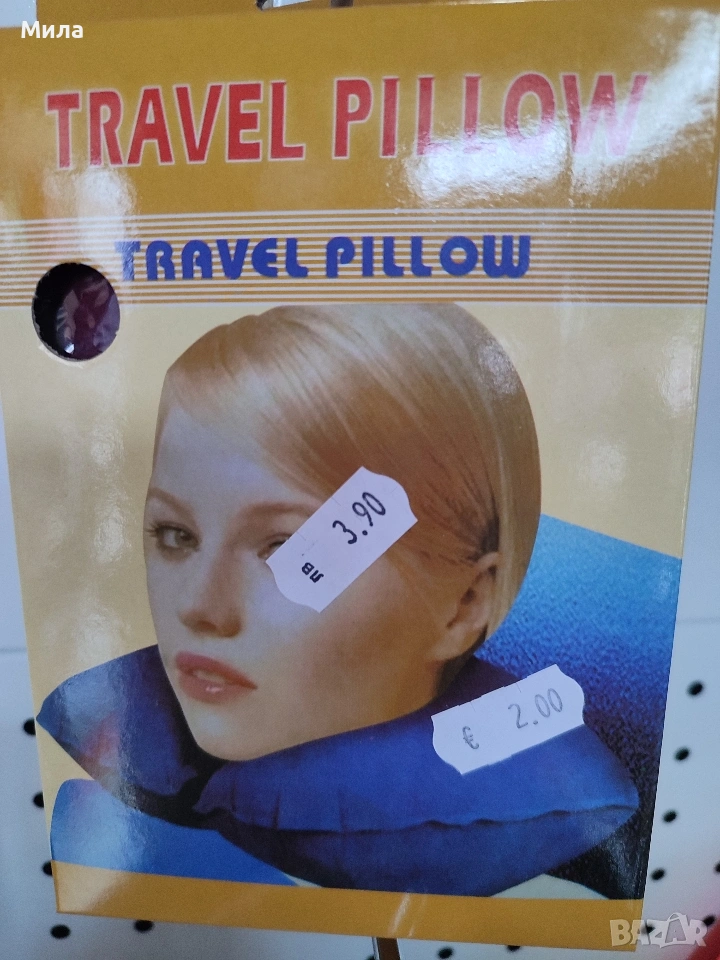 Мила
TRAVEL PILLOW
TRAVEL PILLOW
лв 3.90
€ 2.00
BAZAR